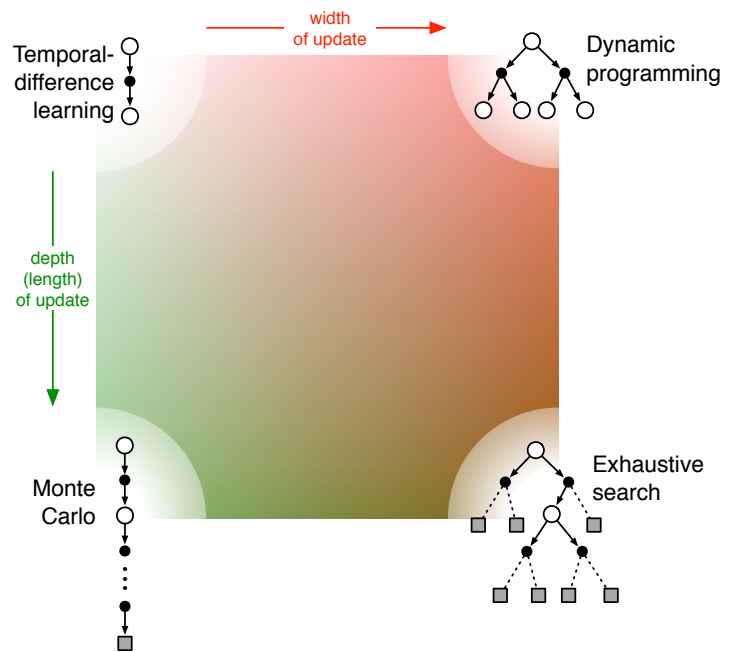 width
of update
Temporal-
difference
learning
Dynamic
programming
depth
(length)
of update
Monte
Carlo
Exhaustive
search